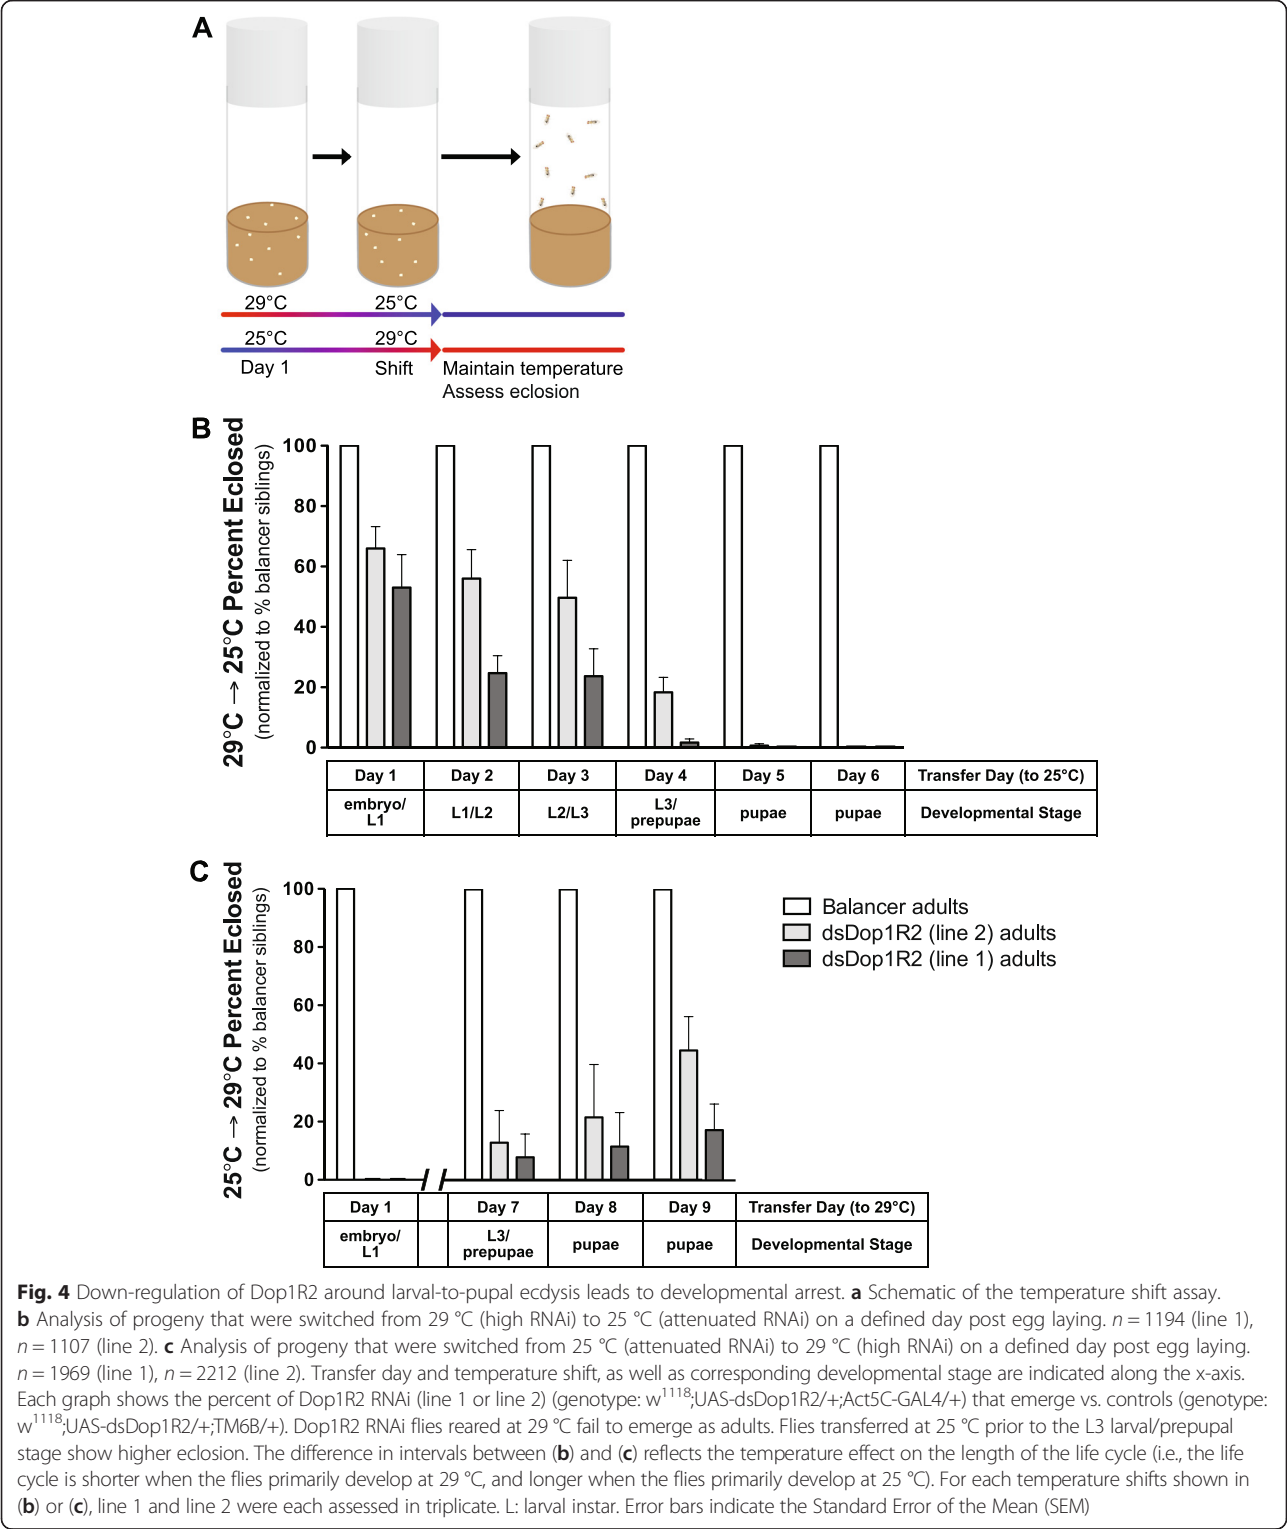 A
29°C 25°C
25°C 29°C
Day 1 Shift Maintain temperature
Assess eclosion
B
29°C → 25°C Percent Eclosed
(normalized to % balancer siblings)
100
80
60
40
20
0
Day 1 Day 2 Day 3 Day 4 Day 5 Day 6 Transfer Day (to 25°C)
embryo/ L1 L1/L2 L2/L3 L3/ prepupae pupae pupae Developmental Stage
C
25°C → 29°C Percent Eclosed
(normalized to % balancer siblings)
100
80
60
40
20
0
Balancer adults
dsDop1R2 (line 2) adults
dsDop1R2 (line 1) adults
Day 1 Day 7 Day 8 Day 9 Transfer Day (to 29°C)
embryo/ L1 L3/ prepupae pupae pupae Developmental Stage
Fig. 4 Down-regulation of Dop1R2 around larval-to-pupal ecdysis leads to developmental arrest. a Schematic of the temperature shift assay.
b Analysis of progeny that were switched from 29 °C (high RNAi) to 25 °C (attenuated RNAi) on a defined day post egg laying. n = 1194 (line 1),
n = 1107 (line 2). c Analysis of progeny that were switched from 25 °C (attenuated RNAi) to 29 °C (high RNAi) on a defined day post egg laying.
n = 1969 (line 1), n = 2212 (line 2). Transfer day and temperature shift, as well as corresponding developmental stage are indicated along the x-axis.
Each graph shows the percent of Dop1R2 RNAi (line 1 or line 2) (genotype: w1118;UAS-dsDop1R2/+;Act5C-GAL4/+) that emerge vs. controls (genotype:
w1118;UAS-dsDop1R2/+;TM6B/+). Dop1R2 RNAi flies reared at 29 °C fail to emerge as adults. Flies transferred at 25 °C prior to the L3 larval/prepupal
stage show higher eclosion. The difference in intervals between (b) and (c) reflects the temperature effect on the length of the life cycle (i.e., the life
cycle is shorter when the flies primarily develop at 29 °C, and longer when the flies primarily develop at 25 °C). For each temperature shifts shown in
(b) or (c), line 1 and line 2 were each assessed in triplicate. L: larval instar. Error bars indicate the Standard Error of the Mean (SEM)